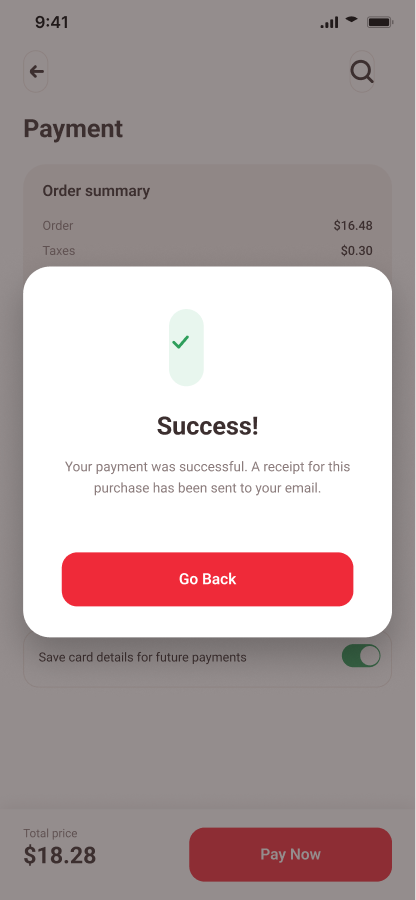 9:41
Payment
Order summary
Order $16.48
Taxes $0.30
Success!
Your payment was successful. A receipt for this
purchase has been sent to your email.
Go Back
Save card details for future payments
Total price
$18.28
Pay Now